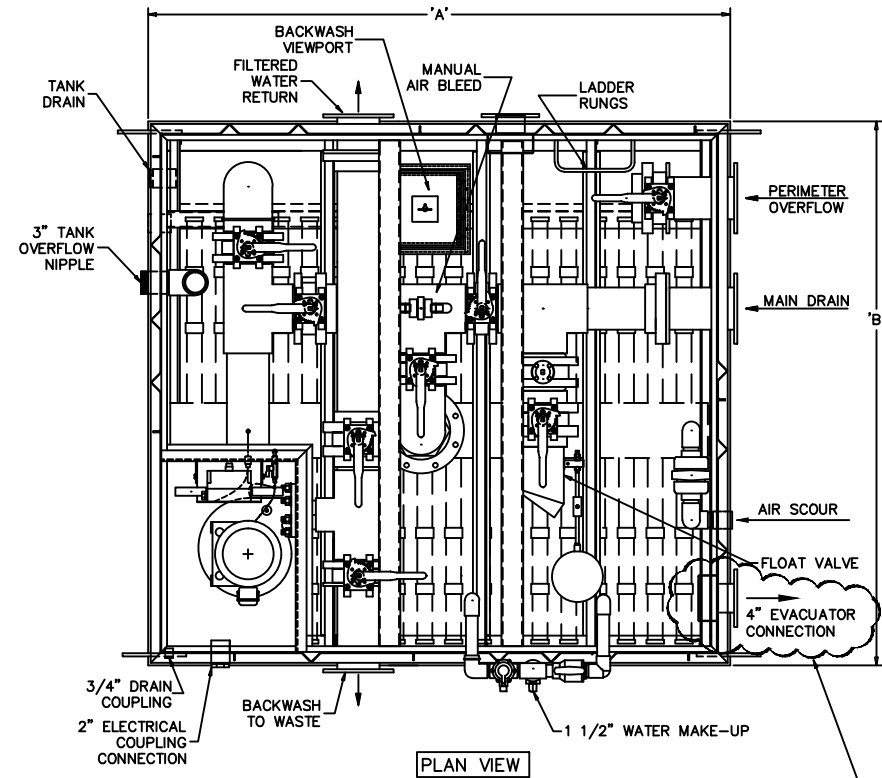 'A'
BACKWASH
VIEWPORT
FILTERED
WATER
RETURN
MANUAL
AIR BLEED
TANK
DRAIN
LADDER
RUNGS
PERIMETER
OVERFLOW
3" TANK
OVERFLOW
NIPPLE
MAIN DRAIN
'B
AIR SCOUR
FLOAT VALVE
4" EVACUATOR
CONNECTION
3/4" DRAIN
COUPLING
2" ELECTRICAL
COUPLING
CONNECTION
BACKWASH
TO WASTE
1 1/2" WATER MAKE-UP
PLAN VIEW